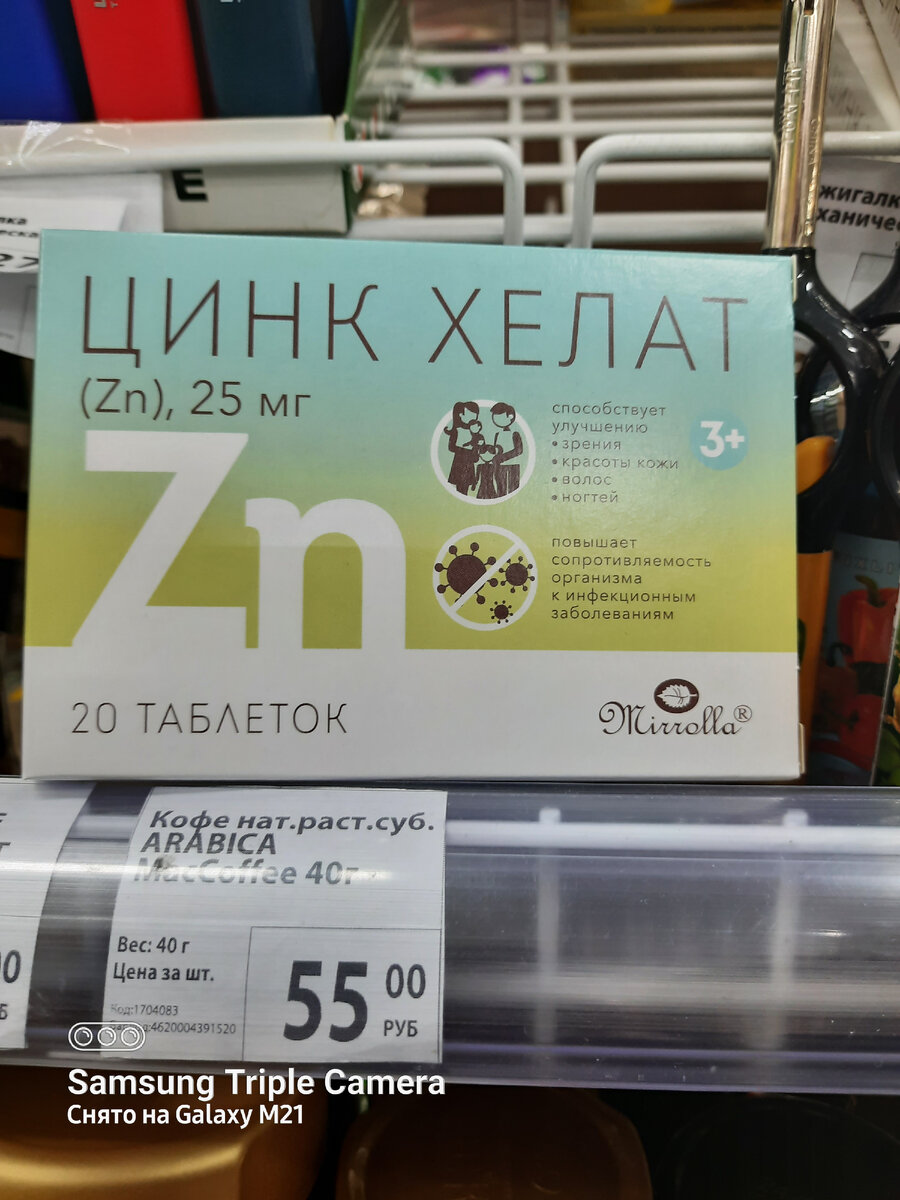 Е
ЦИНК ХЕЛАТ
(Zn), 25 мг
Zn
способствует
улучшению
• зрения
• красоты кожи
• волос
• ногтей
3+
повышает
сопротивляемость
организма
к инфекционным
заболеваниям
20 ТАБЛЕТОК
Mirrolla®
Кофе нат.раст.суб.
ARABICA
MacCoffee 40г
Вес: 40 г
Цена за шт.
55 00
РУБ
Код:1704083
4620004391520
Samsung Triple Camera
Снято на Galaxy M21